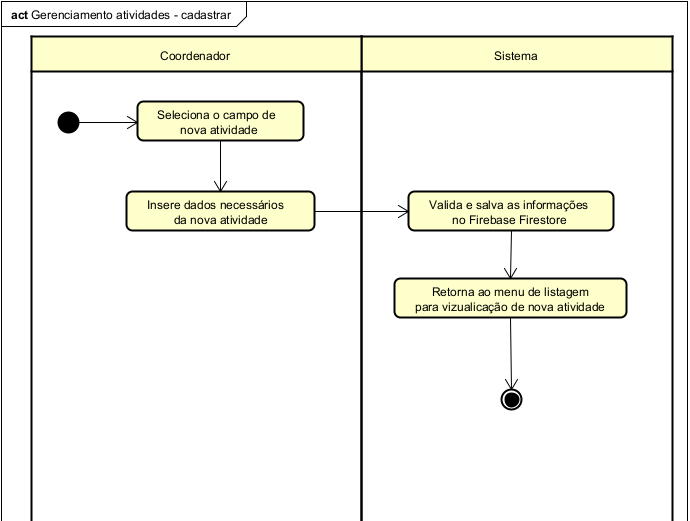 act Gerenciamento atividades - cadastrar
Coordenador
Sistema
Seleciona o campo de
nova atividade
Insere dados necessários
da nova atividade
Valida e salva as informações
no Firebase Firestore
Retorna ao menu de listagem
para vizualicação de nova atividade